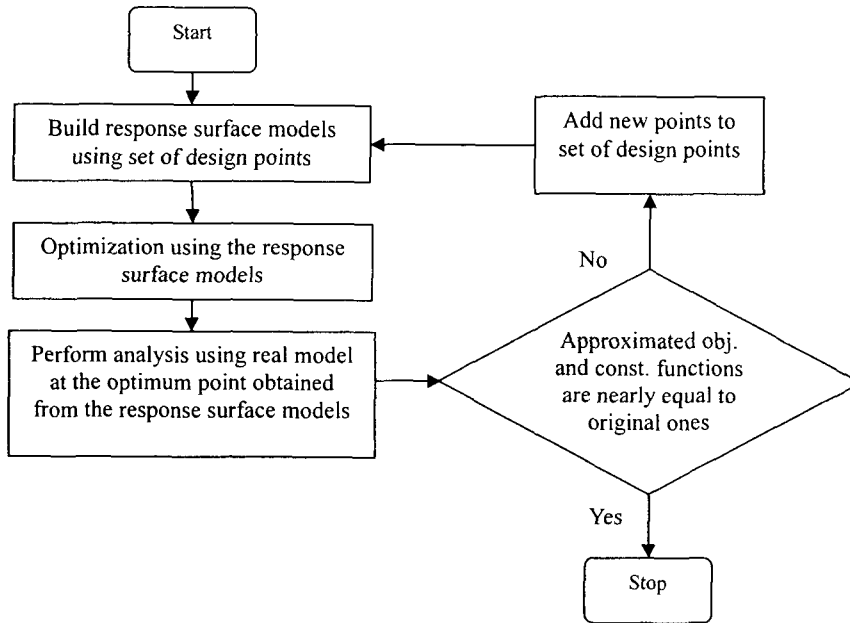 Start
Build response surface models
using set of design points
Optimization using the response
surface models
Perform analysis using real model
at the optimum point obtained
from the response surface models
Approximated obj.
and const. functions
are nearly equal to
original ones
No
Add new points to
set of design points
Yes
Stop